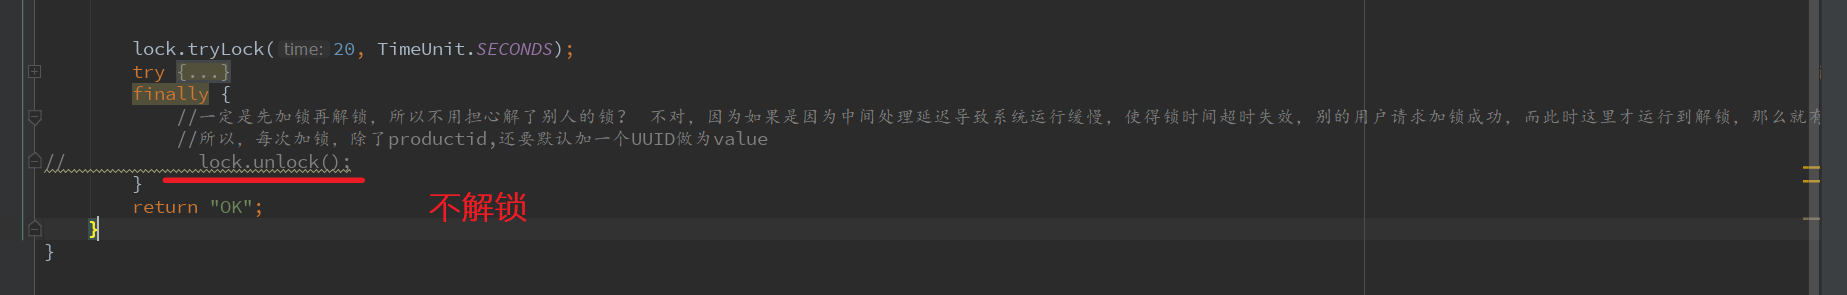 lock.tryLock( time: 20, TimeUnit.SECONDS);
try {...}
finally {
//一定是先加锁再解锁，所以不用担心解了别人的锁？ 不对，因为如果是因为中间处理延迟导致系统运行缓慢，使得锁时间超时失效，别的用户请求加锁成功，而此时这里才运行到解锁，那么就有
//所以，每次加锁，除了productid,还要默认加一个UUID做为value
// lock.unlock();
}
return "OK";
不解锁
}
}